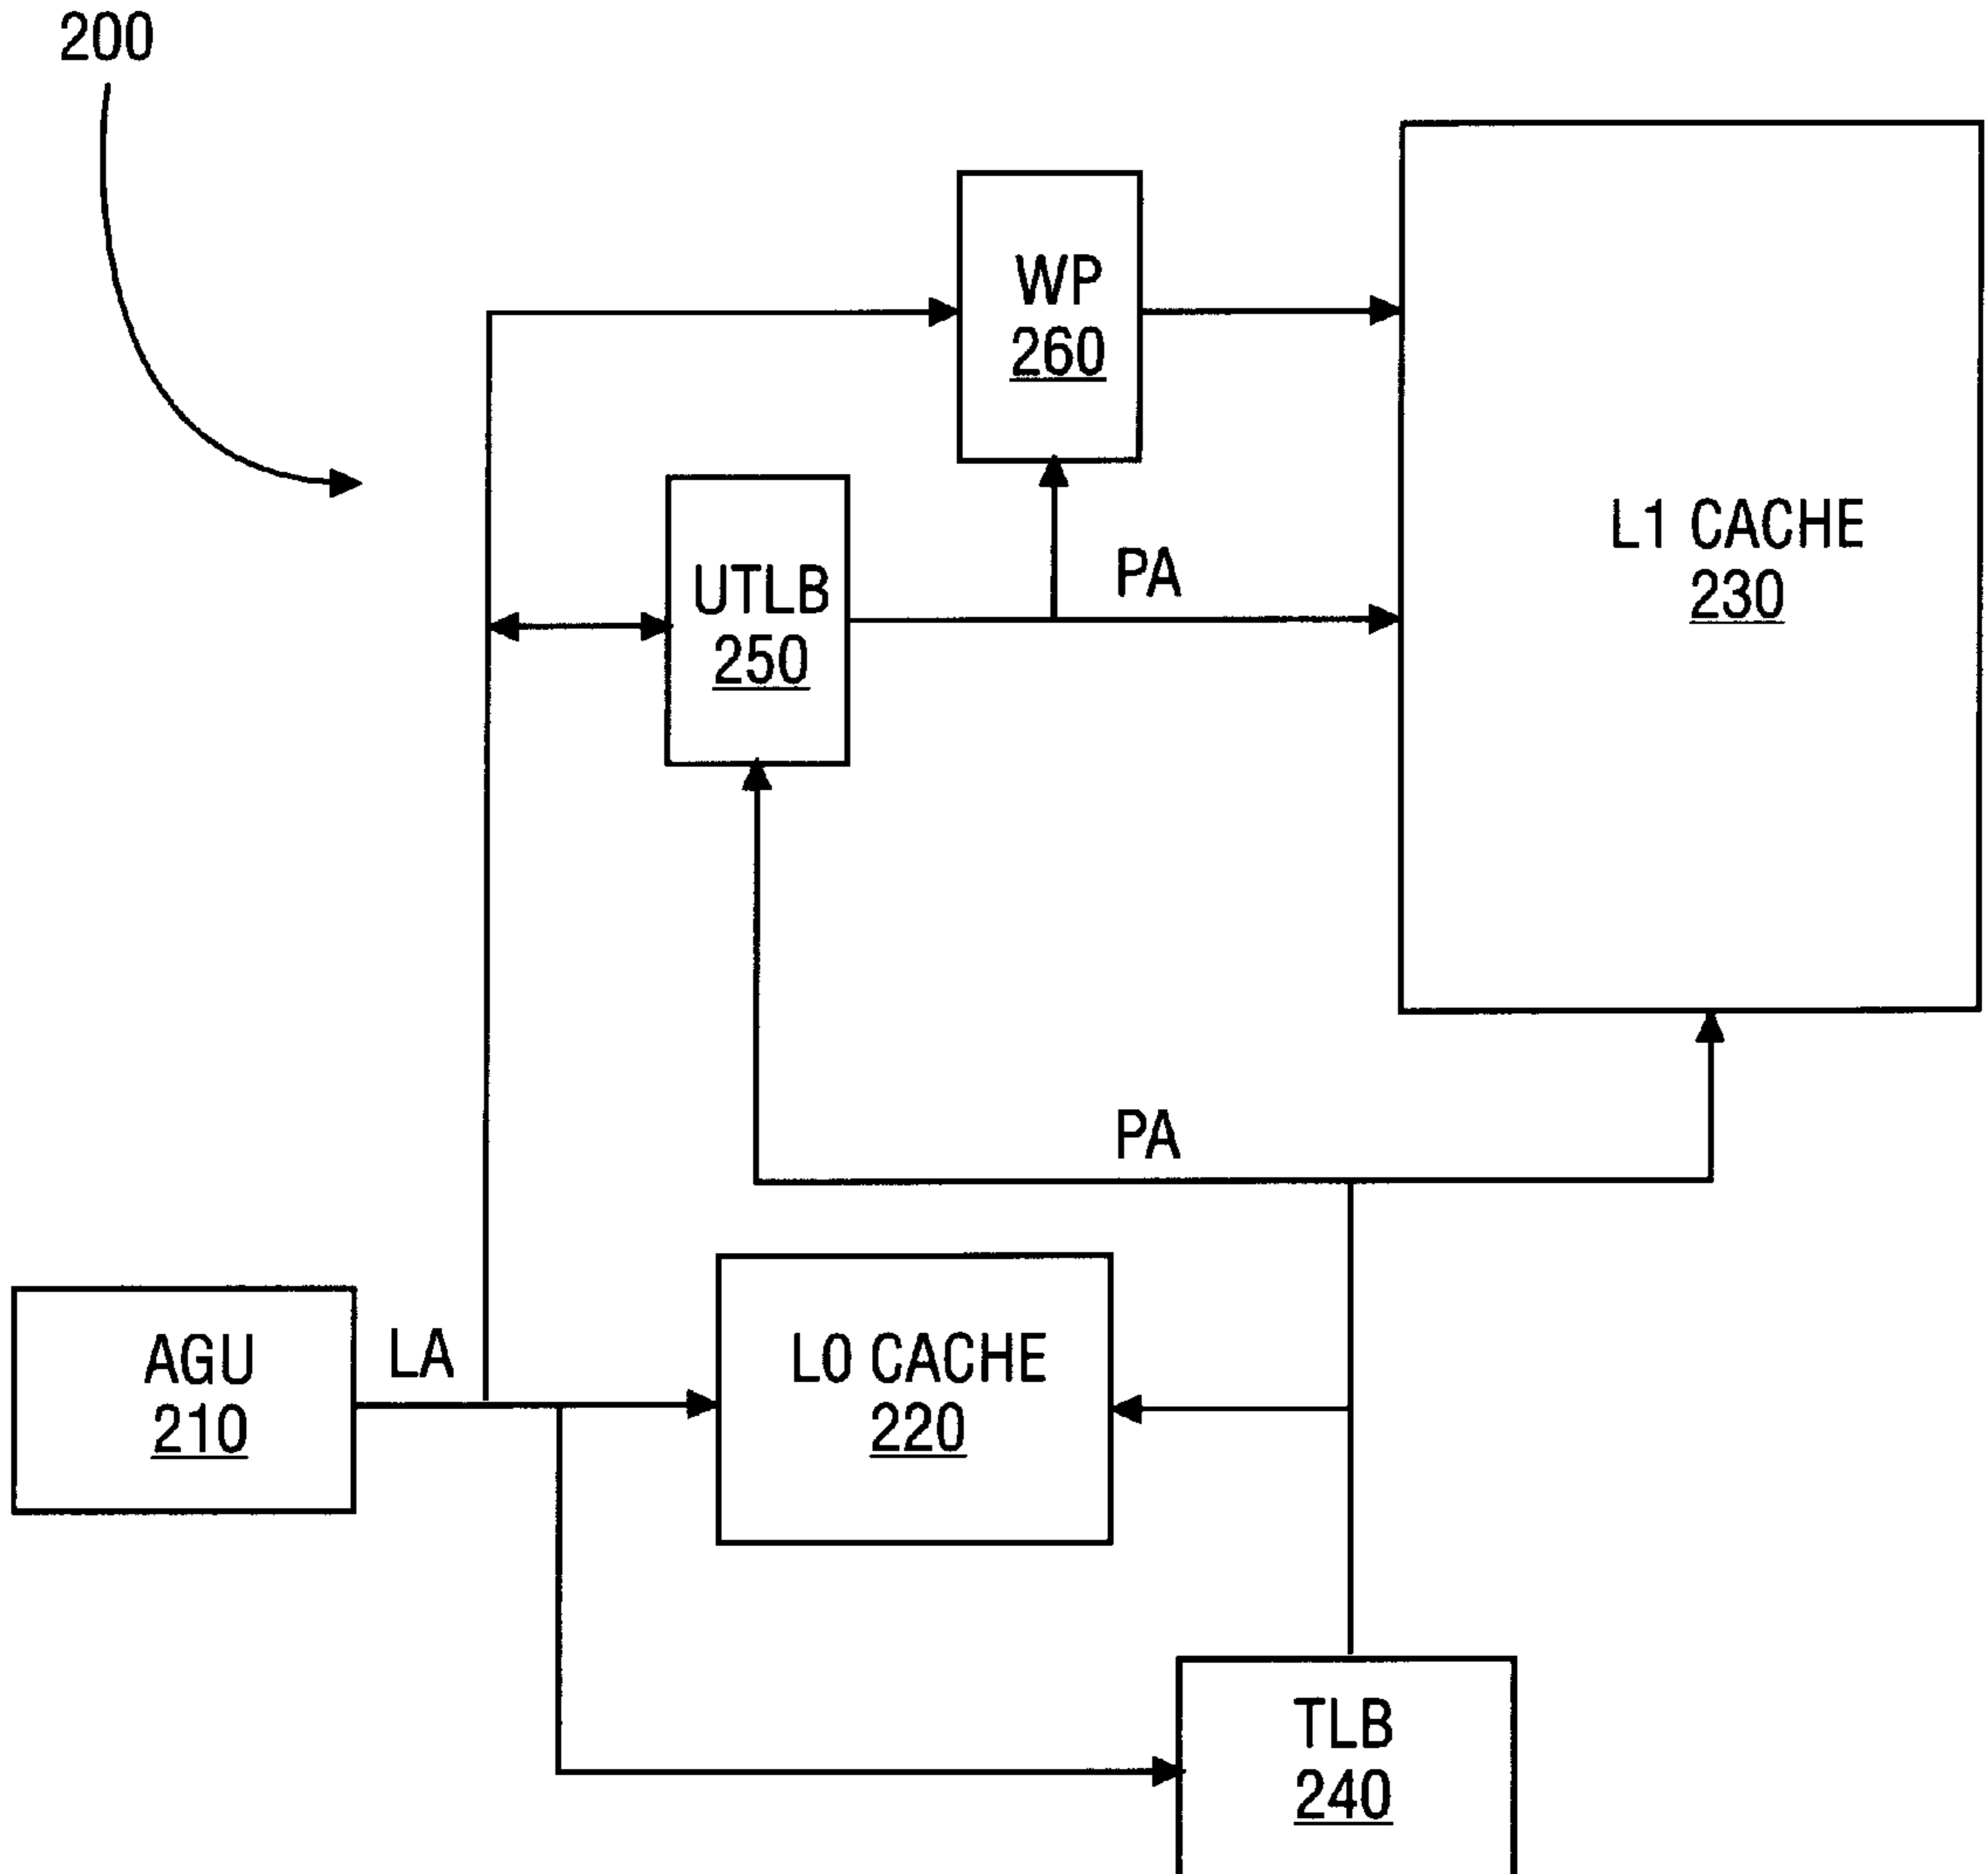 200
WP
260
L1 CACHE
230
UTLB
250
PA
PA
AGU
210
LA
L0 CACHE
220
TLB
240